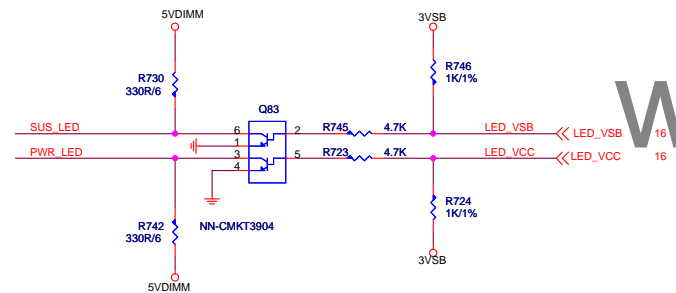 5VDIMM
3VSB
R730
330R/6
R746
1K/1%
Q83
SUS_LED
6
2
R745
4.7K
LED_VSB
LED_VSB
16
1
PWR_LED
3
5
R723
4.7K
LED_VCC
LED_VCC
16
4
R742
330R/6
NN-CMKT3904
R724
1K/1%
5VDIMM
3VSB
W